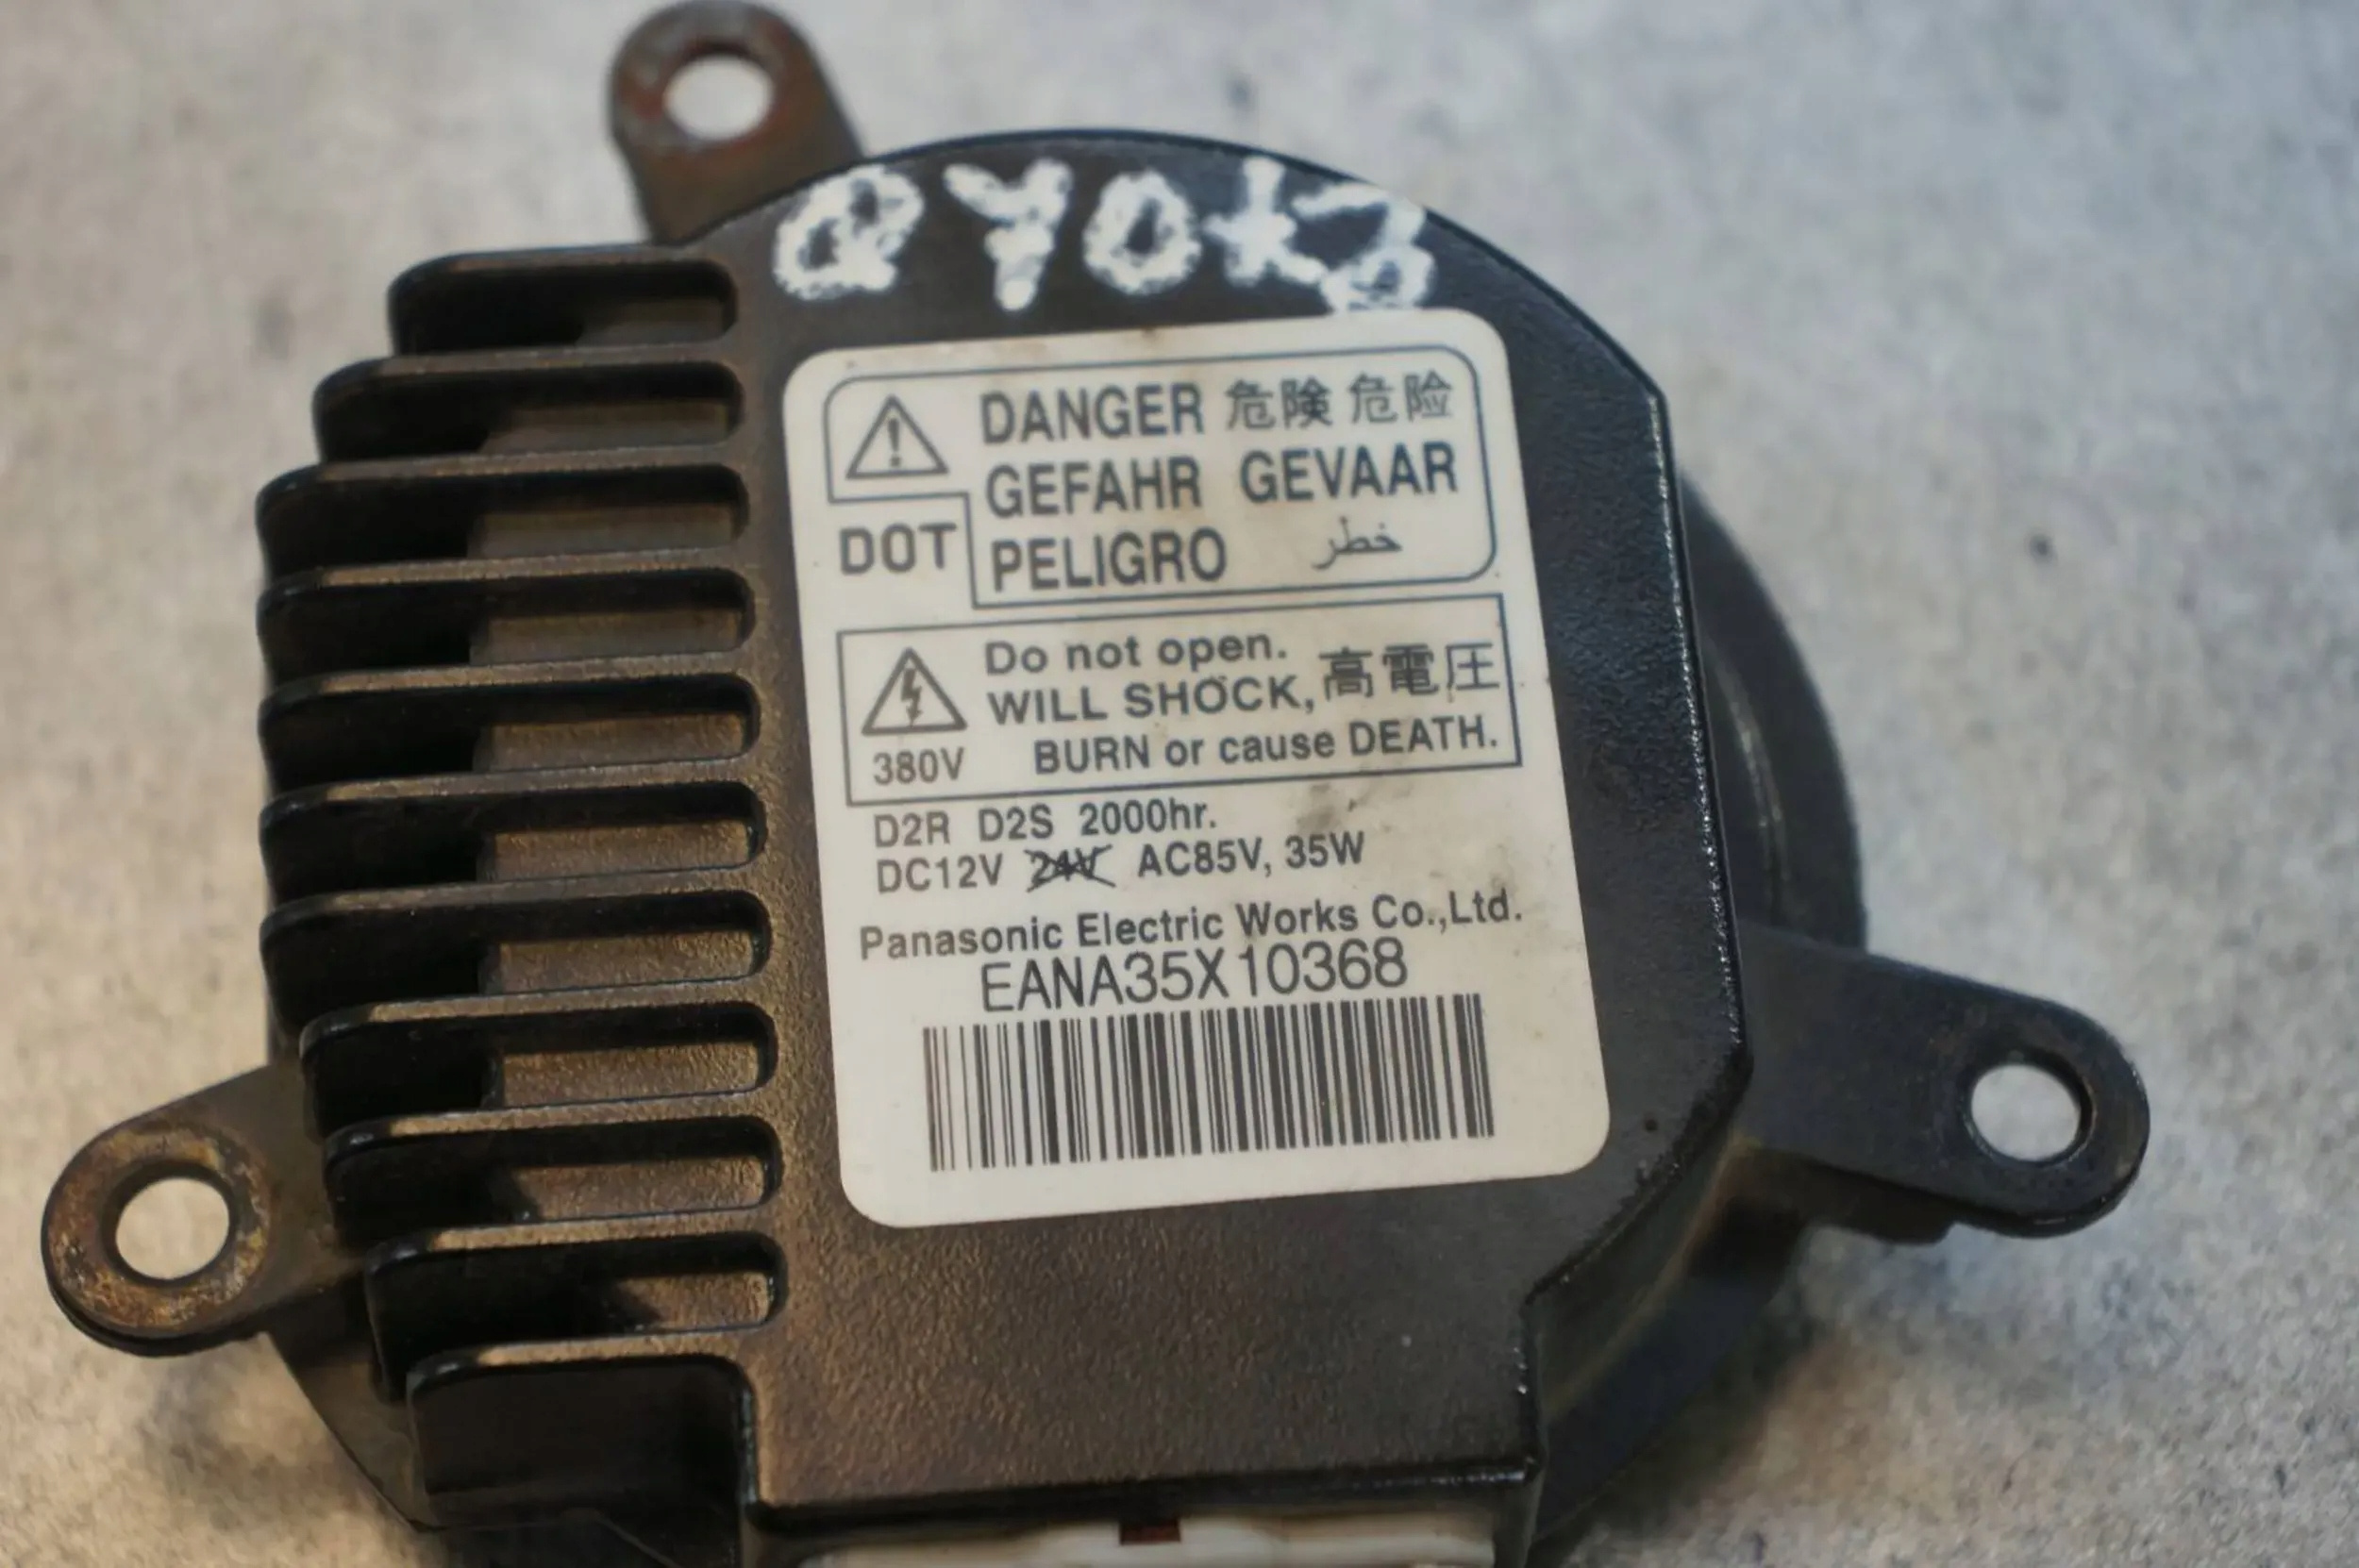 DANGER 危険 危险
GEFAHR GEVAAR
DOT PELIGRO خطر
Do not open.
WILL SHOCK, 高電圧
380V BURN or cause DEATH.
D2R D2S 2000hr.
DC12V 24V AC85V, 35W
Panasonic Electric Works Co.,Ltd.
EANA35X10368